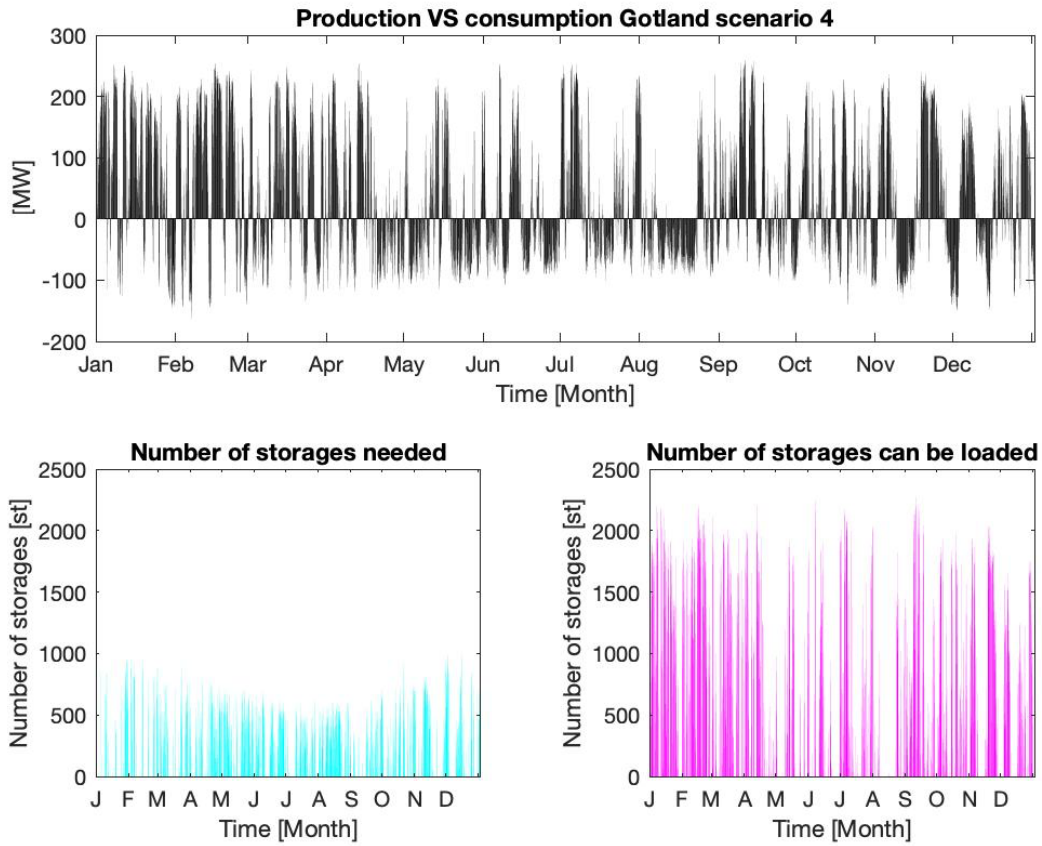 Production VS consumption Gotland scenario 4
300
200
100
0
-100
-200
[MW]
Jan Feb Mar Apr May Jun Jul Aug Sep Oct Nov Dec
Time [Month]
Number of storages needed
2500
2000
1500
1000
500
0
Number of storages [st]
J F M A M J J A S O N D
Time [Month]
Number of storages can be loaded
2500
2000
1500
1000
500
0
Number of storages [st]
J F M A M J J A S O N D
Time [Month]